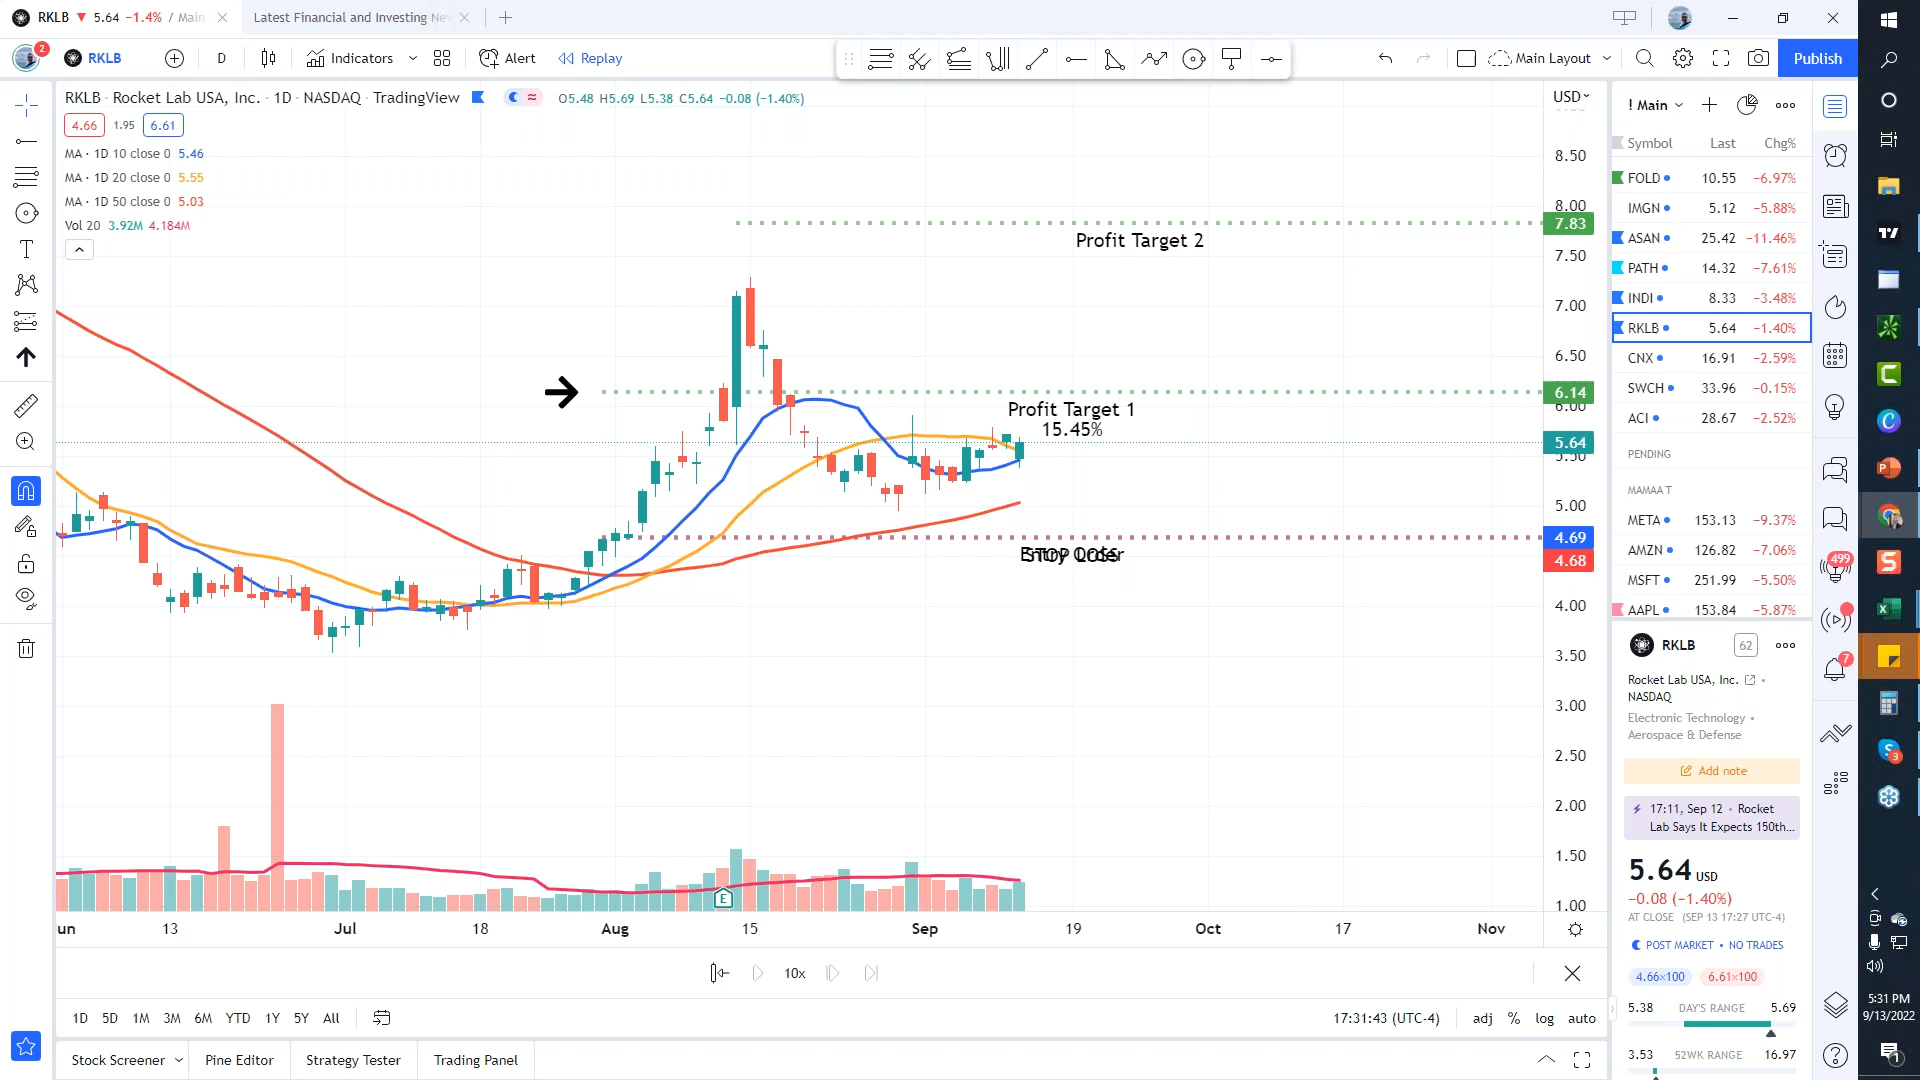 RKLB ▼ 5.64 −1.4% / Main
Latest Financial and Investing Ne
2
RKLB
D
Indicators
Alert
Replay
Main Layout
Publish
RKLB · Rocket Lab USA, Inc. · 1D · NASDAQ · TradingView
O5.48 H5.69 L5.38 C5.64 −0.08 (−1.40%)
4.66 1.95 6.61
MA · 1D 10 close 0 5.46
MA · 1D 20 close 0 5.55
MA · 1D 50 close 0 5.03
Vol 20 3.92M 4.184M
USD
8.50
8.00
7.83
7.50
7.00
6.50
6.14
6.00
5.64
5.50
5.00
4.69
4.68
4.00
3.50
3.00
2.50
2.00
1.50
1.00
Profit Target 2
Profit Target 1
15.45%
STOP LOSS
Entry Order
E
un 13 Jul 18 Aug 15 Sep 19 Oct 17 Nov
10x
1D 5D 1M 3M 6M YTD 1Y 5Y All
17:31:43 (UTC-4) adj % log auto
Stock Screener Pine Editor Strategy Tester Trading Panel
! Main
Symbol Last Chg%
FOLD 10.55 −6.97%
IMGN 5.12 −5.88%
ASAN 25.42 −11.46%
PATH 14.32 −7.61%
INDI 8.33 −3.48%
RKLB 5.64 −1.40%
CNX 16.91 −2.59%
SWCH 33.96 −0.15%
ACI 28.67 −2.52%
PENDING
MAMAA T
META 153.13 −9.37%
AMZN 126.82 −7.06%
MSFT 251.99 −5.50%
AAPL 153.84 −5.87%
RKLB 62
Rocket Lab USA, Inc.
NASDAQ
Electronic Technology •
Aerospace & Defense
Add note
17:11, Sep 12 • Rocket
Lab Says It Expects 150th...
5.64 USD
−0.08 (−1.40%)
AT CLOSE (SEP 13 17:27 UTC-4)
POST MARKET • NO TRADES
4.66×100 6.61×100
5.38 DAY'S RANGE 5.69
3.53 52WK RANGE 16.97
499
7
3
5:31 PM
9/13/2022
1